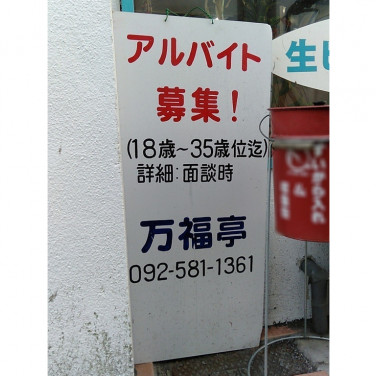 アルバイト
募集！
(18歳～35歳位迄)
詳細:面談時
万福亭
092-581-1361
生ビ